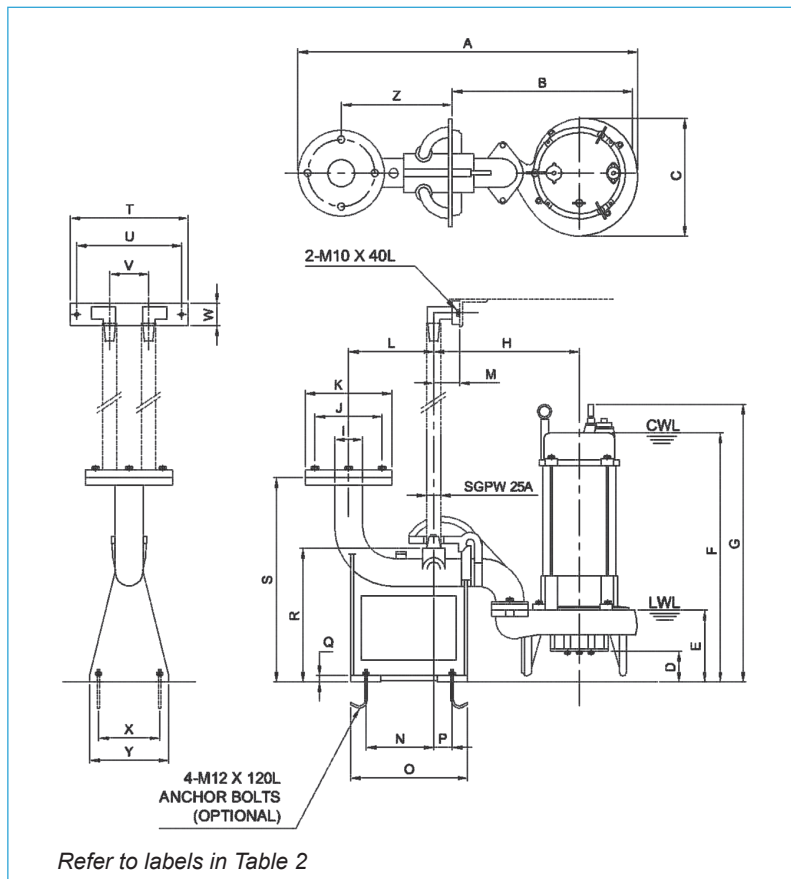 A
Z
B
C
T
U
V
W
2-M10 X 40L
L
H
M
K
J
I
CWL
SGPW 25A
S
R
Q
F
G
LWL
E
D
X
Y
N
P
O
4-M12 X 120L
ANCHOR BOLTS
(OPTIONAL)
Refer to labels in Table 2